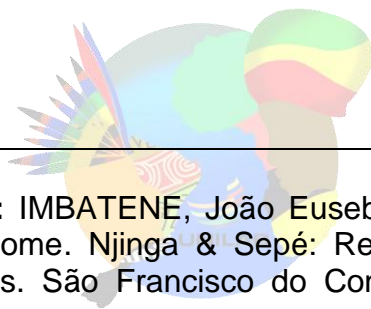 : IMBATENE, João Euseb
ome. Njinga & Sepé: Re
s. São Francisco do Con